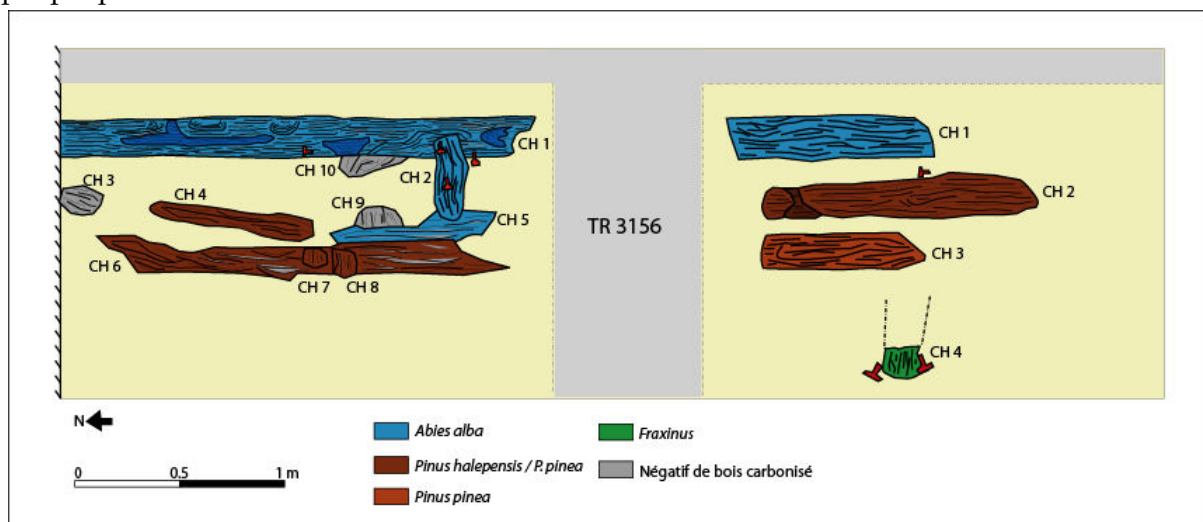 CH 1
CH 10
CH 2
CH 3
CH 4
CH 9
CH 5
CH 6
CH 7
CH 8
TR 3156
CH 1
CH 2
CH 3
CH 4
N
0 0.5 1 m
Abies alba
Pinus halepensis / P. pinea
Pinus pinea
Fraxinus
Négatif de bois carbonisé